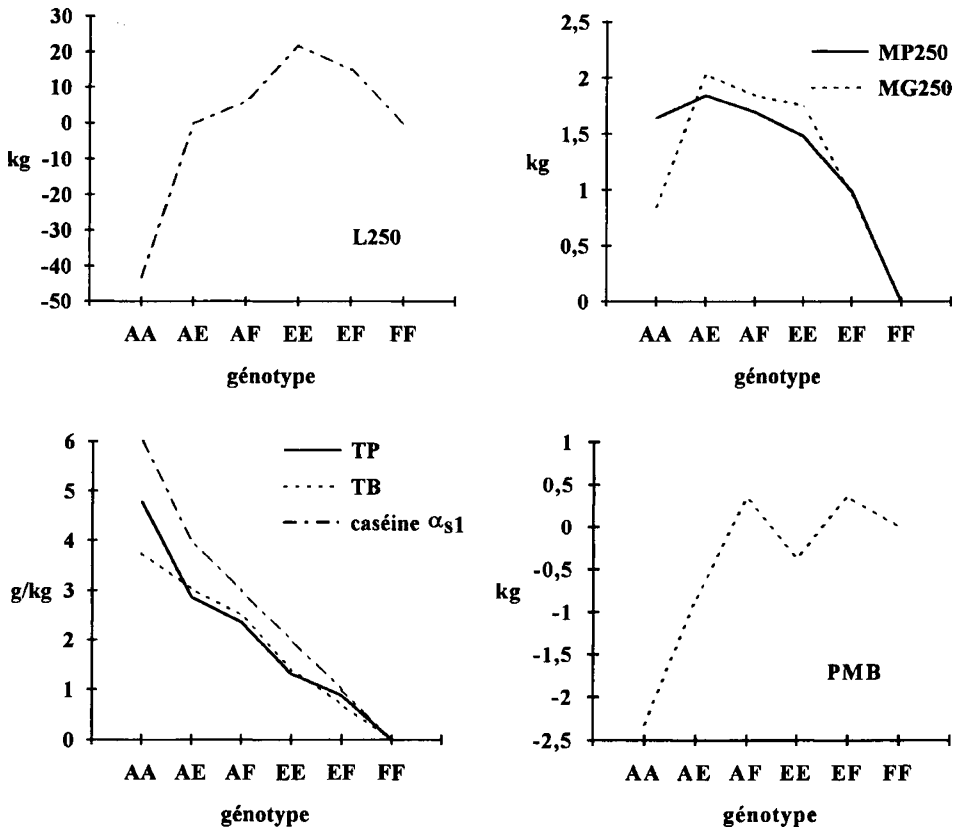 30
20
10
0
-10
-20
-30
-40
-50
kg
L250
AA AE AF EE EF FF
génotype
2,5
2
1,5
1
0,5
0
kg
MP250
MG250
AA AE AF EE EF FF
génotype
6
5
4
3
2
1
0
g/kg
TP
TB
caséine αs1
AA AE AF EE EF FF
génotype
1
0,5
0
-0,5
-1
-1,5
-2
-2,5
kg
PMB
AA AE AF EE EF FF
génotype